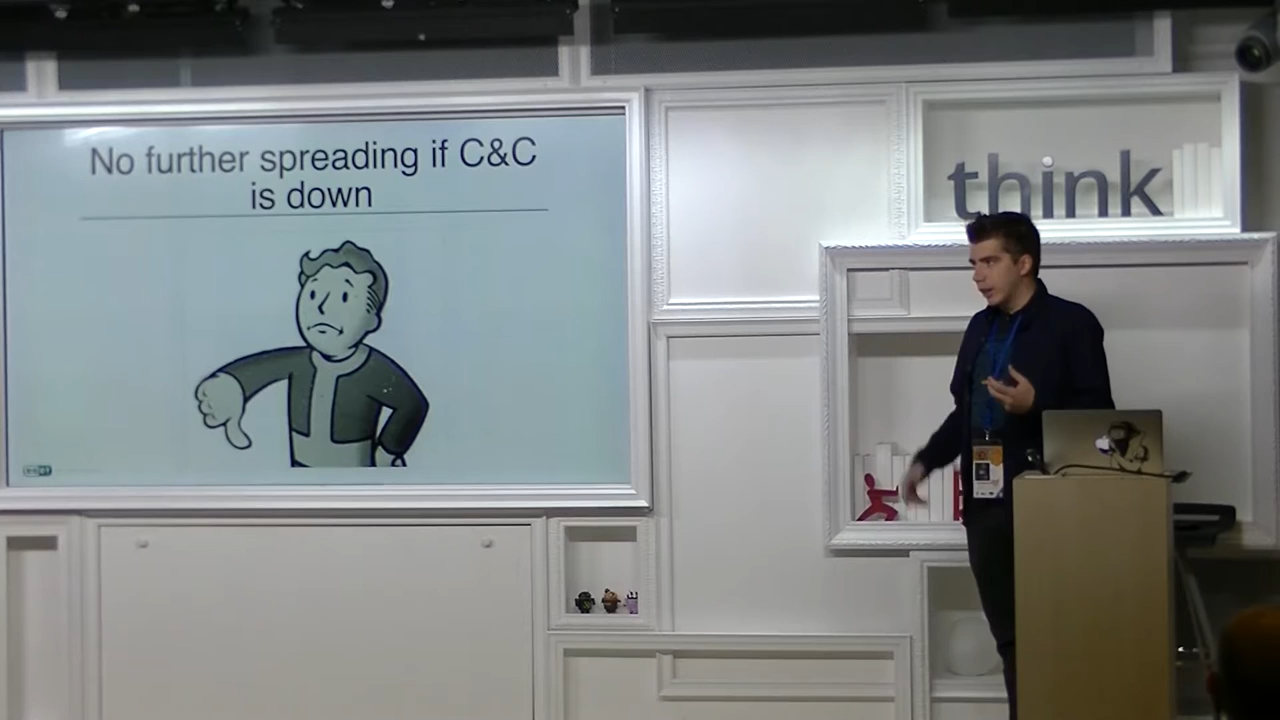 No further spreading if C&C
is down
think